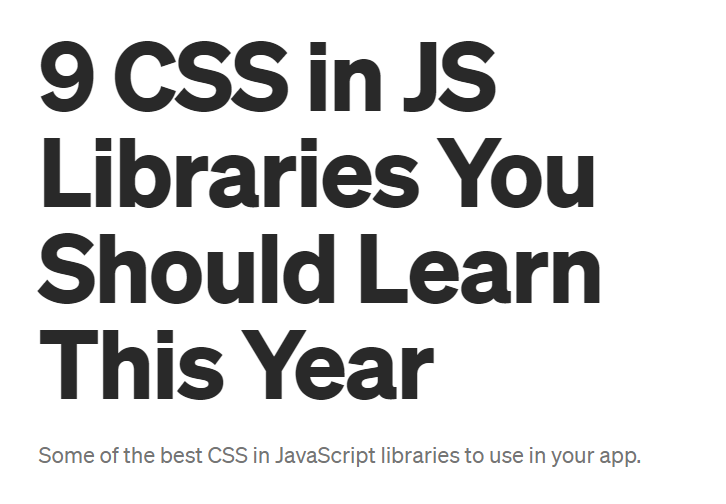 9 CSS in JS
Libraries You
Should Learn
This Year
Some of the best CSS in JavaScript libraries to use in your app.